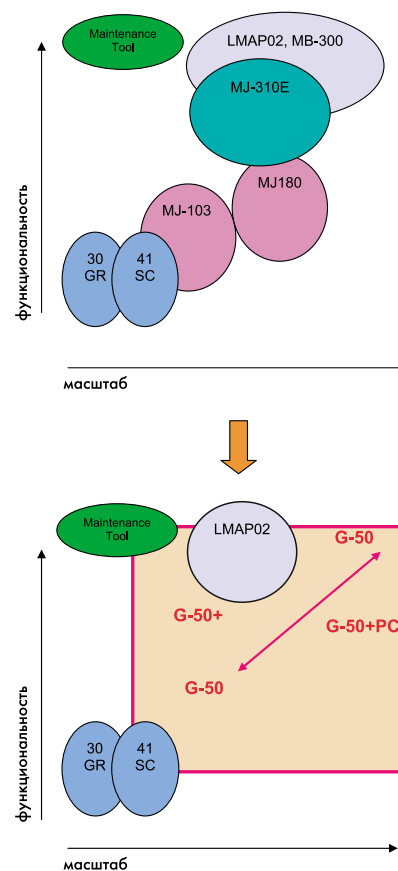 Maintenance
Tool
LMAP02, MB-300
MJ-310E
MJ180
MJ-103
30
GR
41
SC
функциональность
масштаб
Maintenance
Tool
LMAP02
G-50
G-50+
G-50+PC
G-50
30
GR
41
SC
функциональность
масштаб